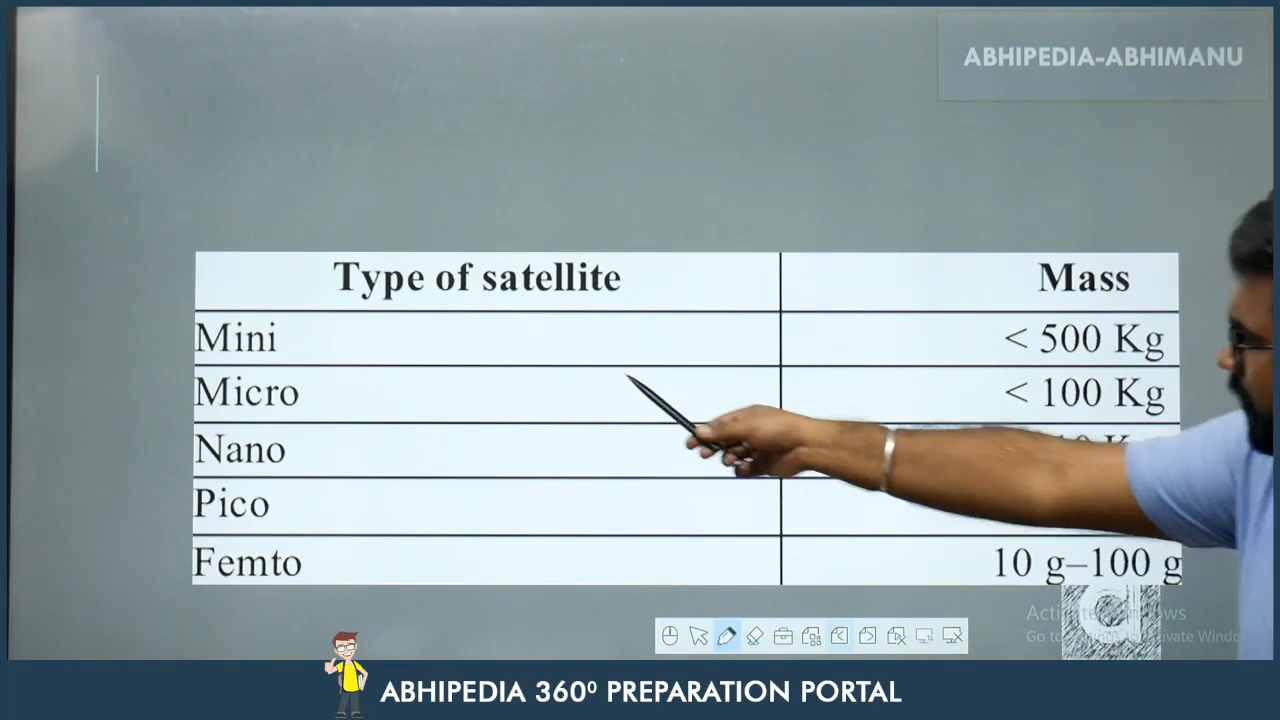 ABHIPEDIA-ABHIMANU
Type of satellite Mass
Mini < 500 Kg
Micro < 100 Kg
Nano
Pico
Femto 10 g–100 g
ABHIPEDIA 360⁰ PREPARATION PORTAL